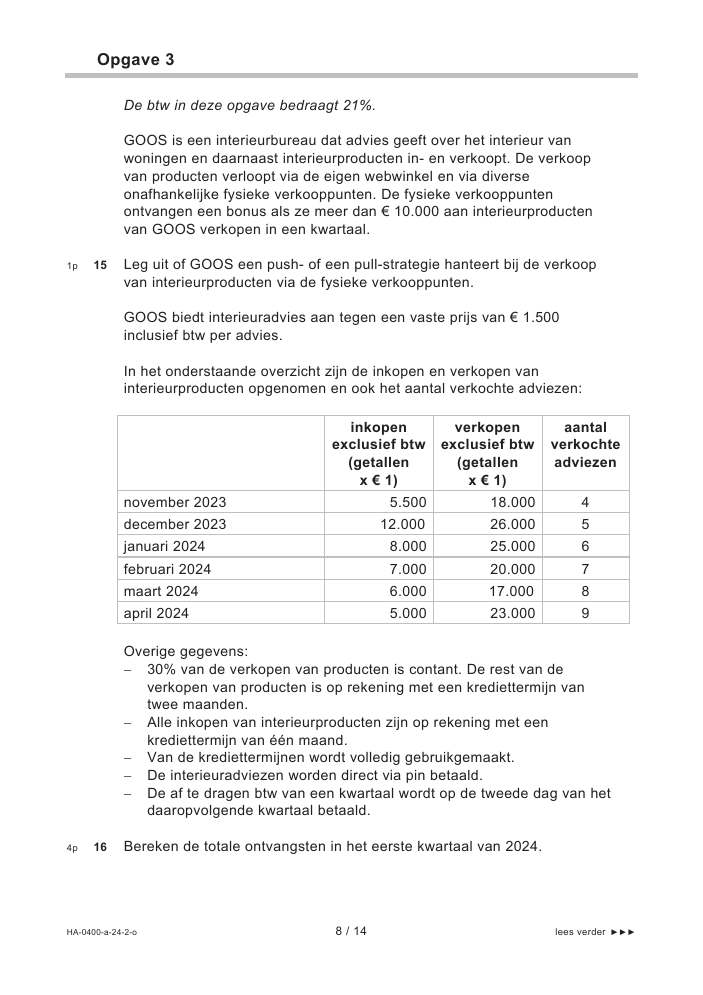 Opgave 3
De btw in deze opgave bedraagt 21%.
GOOS is een interieurbureau dat advies geeft over het interieur van
woningen en daarnaast interieurproducten in- en verkoopt. De verkoop
van producten verloopt via de eigen webwinkel en via diverse
onafhankelijke fysieke verkooppunten. De fysieke verkooppunten
ontvangen een bonus als ze meer dan € 10.000 aan interieurproducten
van GOOS verkopen in een kwartaal.
1p 15 Leg uit of GOOS een push- of een pull-strategie hanteert bij de verkoop
van interieurproducten via de fysieke verkooppunten.
GOOS biedt interieuradvies aan tegen een vaste prijs van € 1.500
inclusief btw per advies.
In het onderstaande overzicht zijn de inkopen en verkopen van
interieurproducten opgenomen en ook het aantal verkochte adviezen:
inkopen verkopen aantal
exclusief btw exclusief btw verkochte
(getallen (getallen adviezen
x € 1) x € 1)
november 2023 5.500 18.000 4
december 2023 12.000 26.000 5
januari 2024 8.000 25.000 6
februari 2024 7.000 20.000 7
maart 2024 6.000 17.000 8
april 2024 5.000 23.000 9
Overige gegevens:
– 30% van de verkopen van producten is contant. De rest van de
verkopen van producten is op rekening met een krediettermijn van
twee maanden.
– Alle inkopen van interieurproducten zijn op rekening met een
krediettermijn van één maand.
– Van de krediettermijnen wordt volledig gebruikgemaakt.
– De interieuradviezen worden direct via pin betaald.
– De af te dragen btw van een kwartaal wordt op de tweede dag van het
daaropvolgende kwartaal betaald.
4p 16 Bereken de totale ontvangsten in het eerste kwartaal van 2024.
HA-0400-a-24-2-o 8 / 14 lees verder ►►►